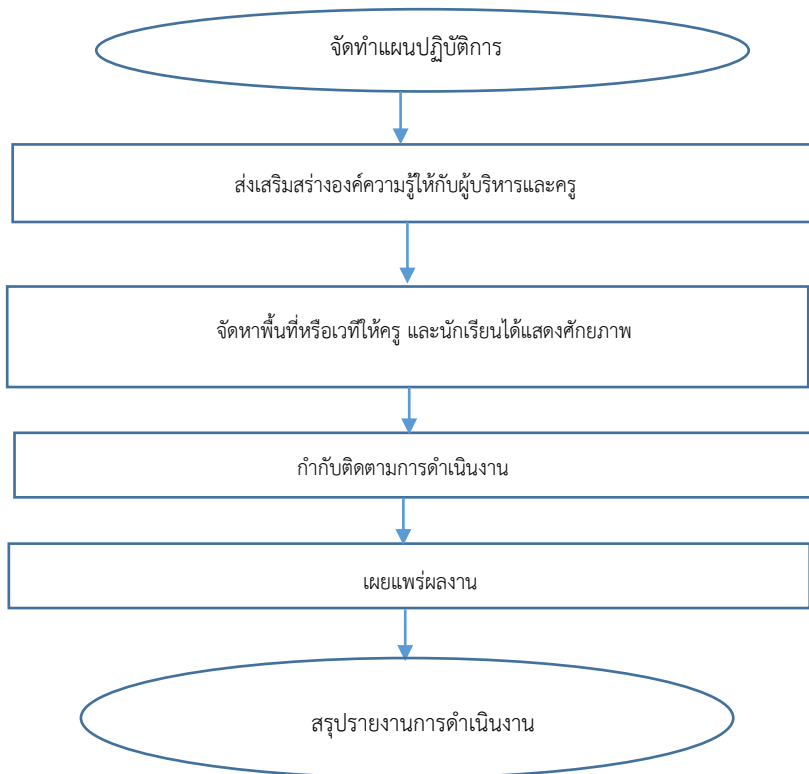 จัดทำแผนปฏิบัติการ
ส่งเสริมสร่างองค์ความรู้ให้กับผู้บริหารและครู
จัดหาพื้นที่หรือเวทีให้ครู และนักเรียนได้แสดงศักยภาพ
กำกับติดตามการดำเนินงาน
เผยแพร่ผลงาน
สรุปรายงานการดำเนินงาน